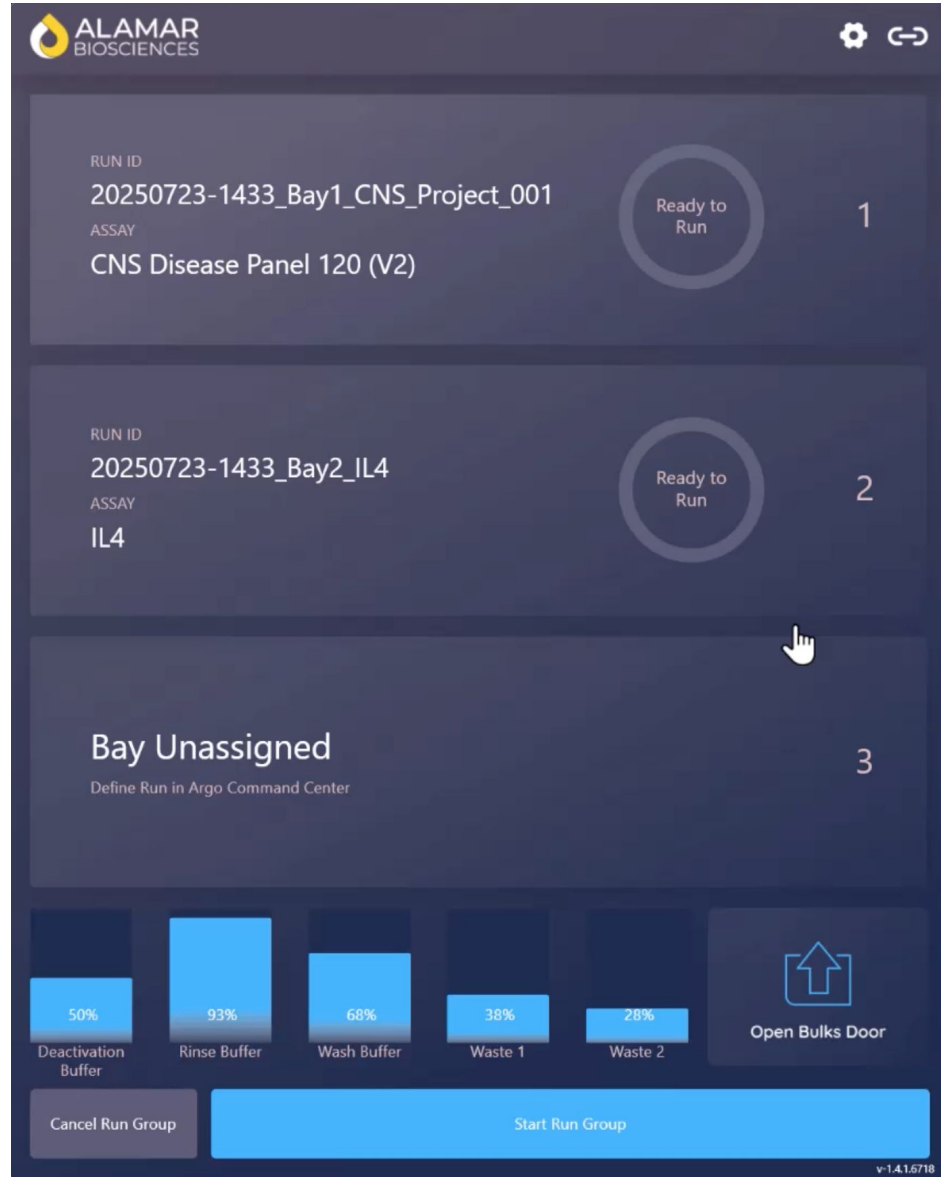 ALAMAR
BIOSCIENCES
RUN ID
20250723-1433_Bay1_CNS_Project_001
ASSAY
CNS Disease Panel 120 (V2)
Ready to
Run
1
RUN ID
20250723-1433_Bay2_IL4
ASSAY
IL4
Ready to
Run
2
Bay Unassigned
Define Run in Argo Command Center
3
50%
Deactivation
Buffer
93%
Rinse Buffer
68%
Wash Buffer
38%
Waste 1
28%
Waste 2
Open Bulks Door
Cancel Run Group
Start Run Group
v-1.4.1.6718